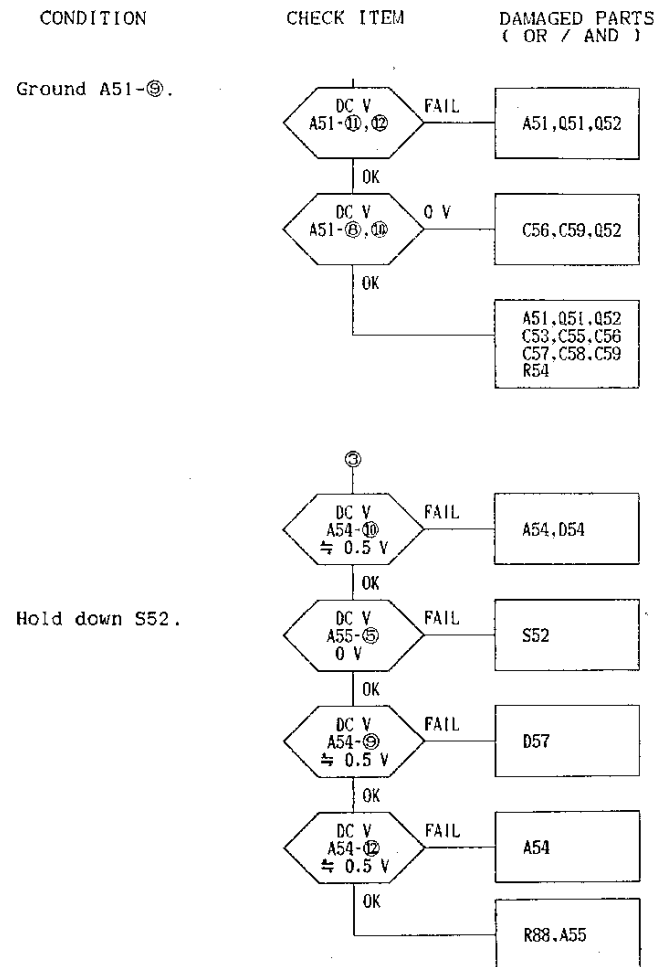 CONDITION CHECK ITEM DAMAGED PARTS
( OR / AND )
Ground A51-⑨.
DC V
A51-⑪,⑫
FAIL
A51,Q51,Q52
OK
DC V
A51-⑧,⑩
0 V
C56,C59,Q52
OK
A51,Q51,Q52
C53,C55,C56
C57,C58,C59
R54
③
DC V
A54-⑩
≒ 0.5 V
FAIL
A54,D54
OK
Hold down S52.
DC V
A55-⑤
0 V
FAIL
S52
OK
DC V
A54-⑨
≒ 0.5 V
FAIL
D57
OK
DC V
A54-⑫
≒ 0.5 V
FAIL
A54
OK
R88,A55